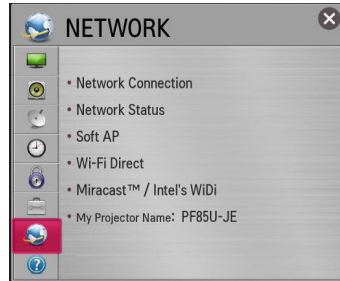 NETWORK
• Network Connection
• Network Status
• Soft AP
• Wi-Fi Direct
• Miracast™ / Intel's WiDi
• My Projector Name: PF85U-JE